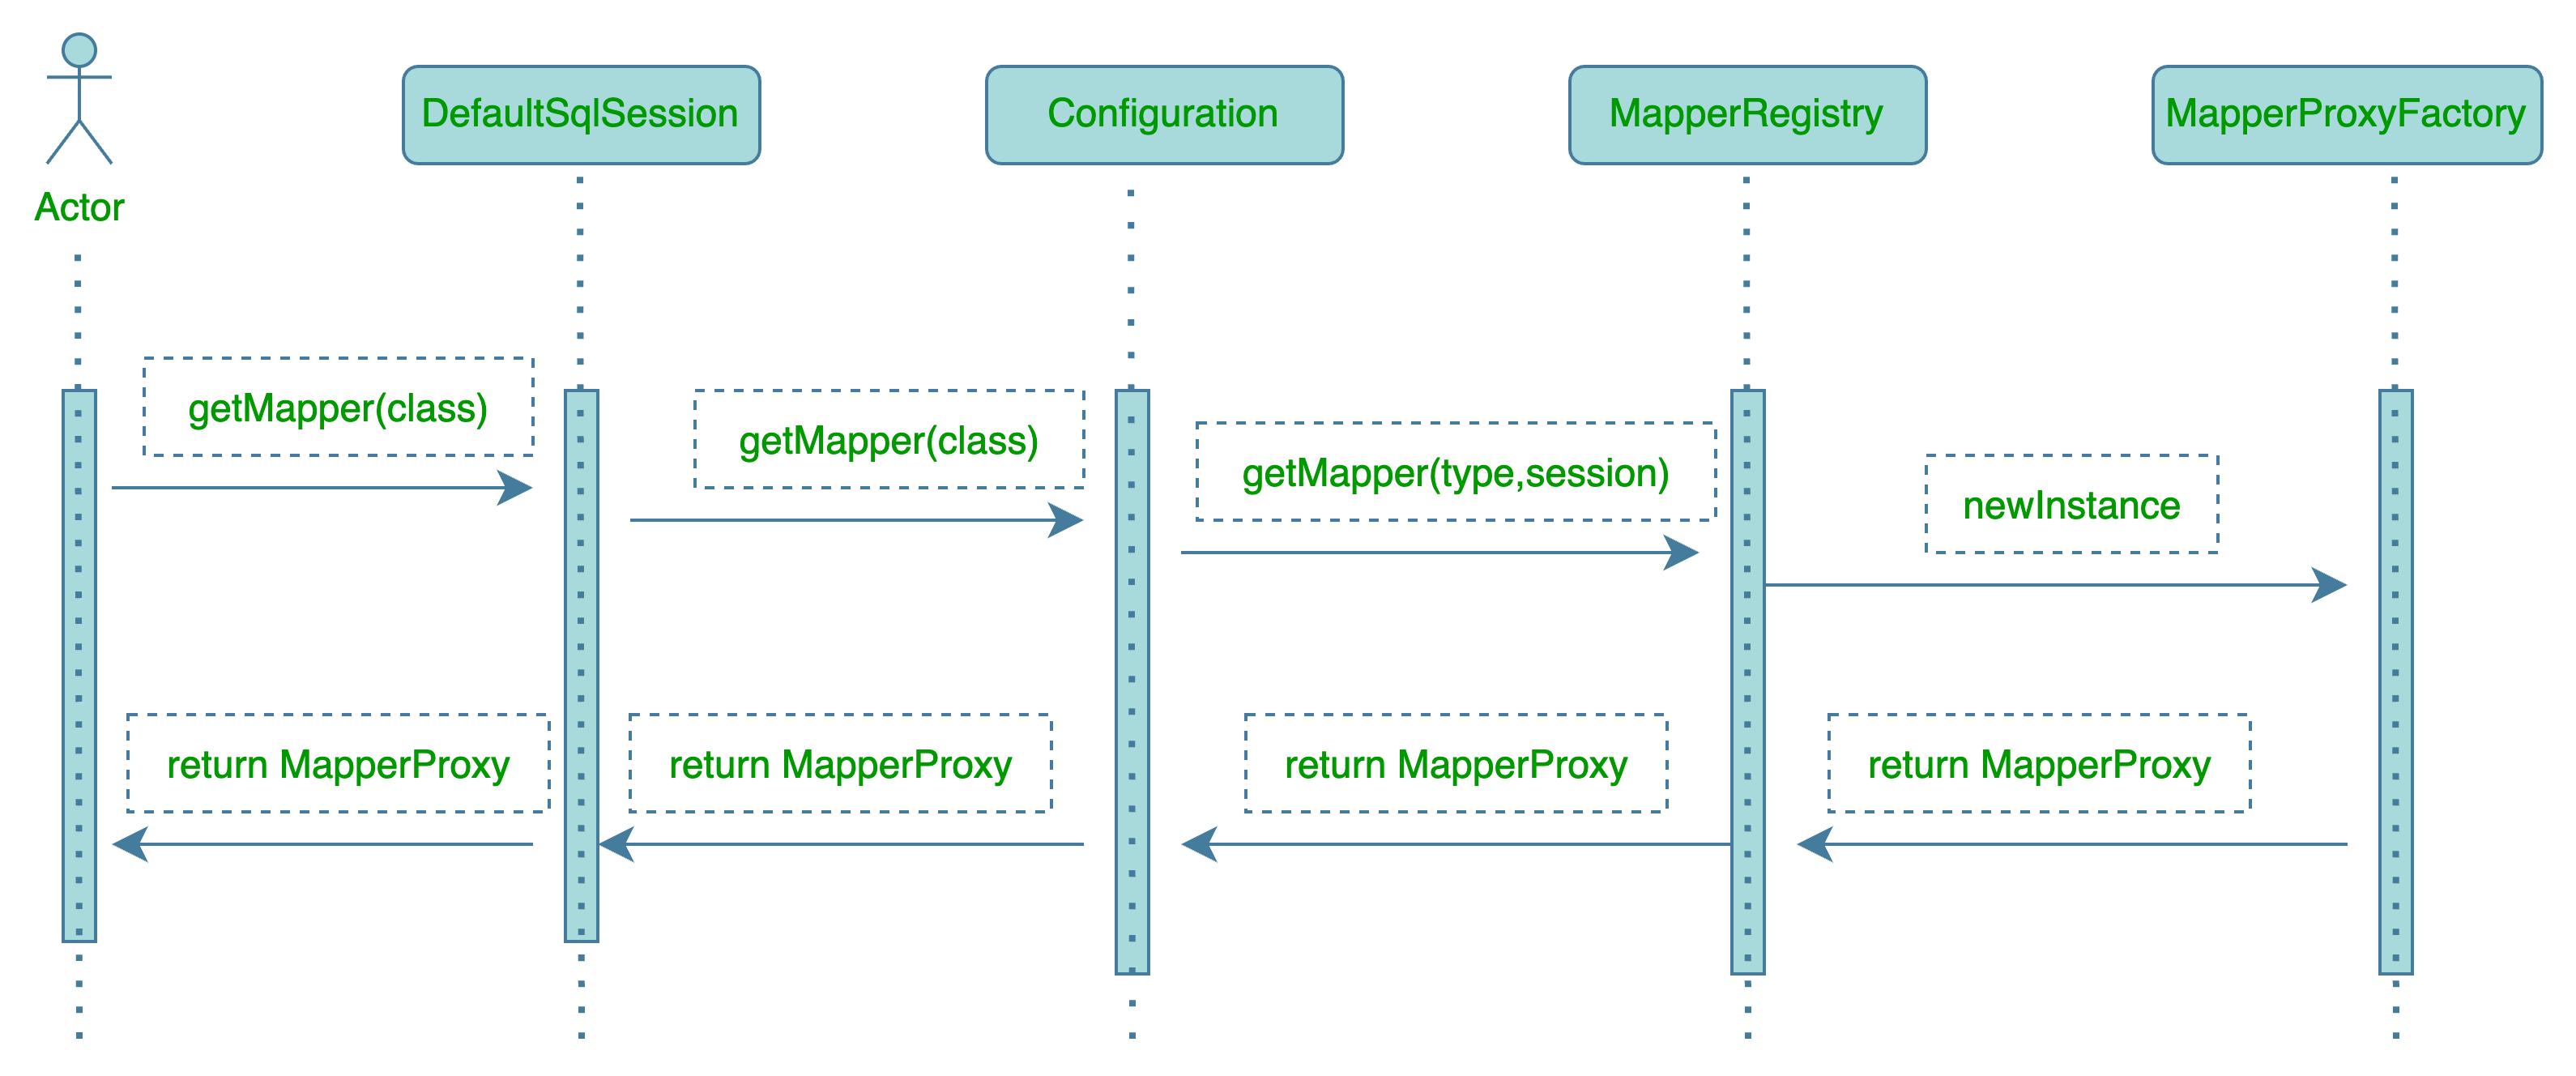 DefaultSqlSession
Configuration
MapperRegistry
MapperProxyFactory
Actor
getMapper(class)
getMapper(class)
getMapper(type,session)
newInstance
return MapperProxy
return MapperProxy
return MapperProxy
return MapperProxy